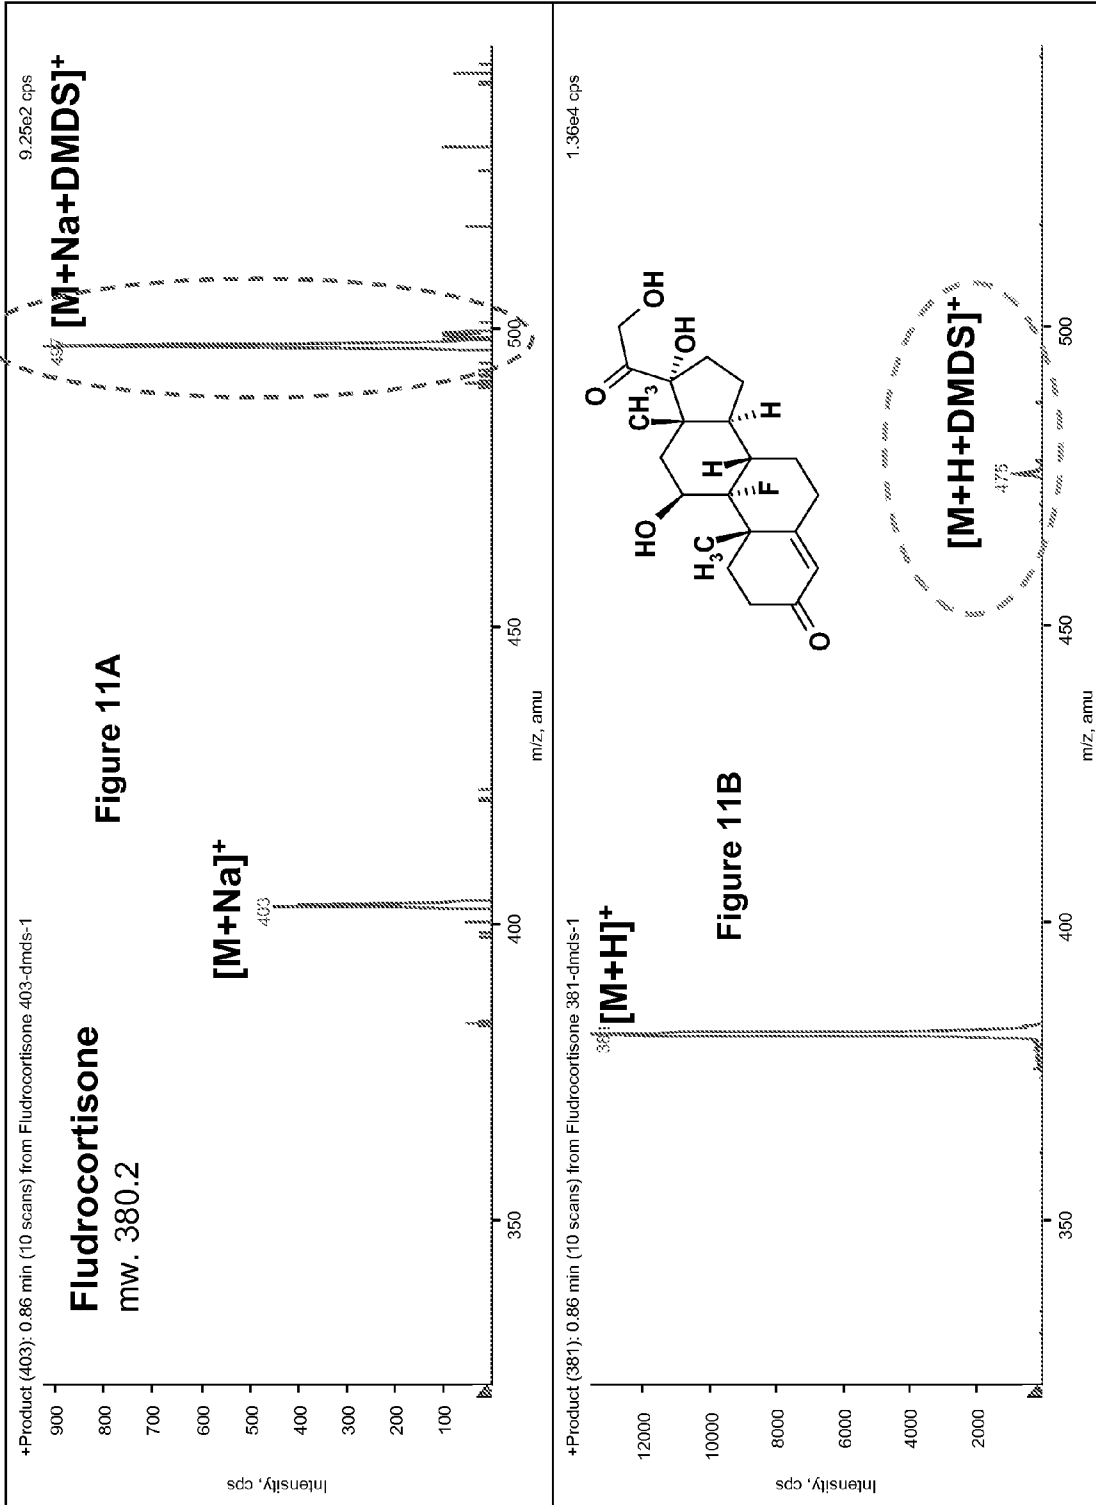 +Product (403): 0.86 min (10 scans) from Fludrocortisone 403-dmds-1
9.25e2 cps
Fludrocortisone
mw. 380.2
Figure 11A
[M+Na]⁺
403
[M+Na+DMDS]⁺
497
900
800
700
600
500
400
300
200
100
Intensity, cps
350
400
450
500
m/z, amu
+Product (381): 0.86 min (10 scans) from Fludrocortisone 381-dmds-1
1.36e4 cps
[M+H]⁺
Figure 11B
O
H₃C
HO
H
F
CH₃
O
OH
OH
H
475
[M+H+DMDS]⁺
12000
10000
8000
6000
4000
2000
Intensity, cps
350
400
450
500
m/z, amu